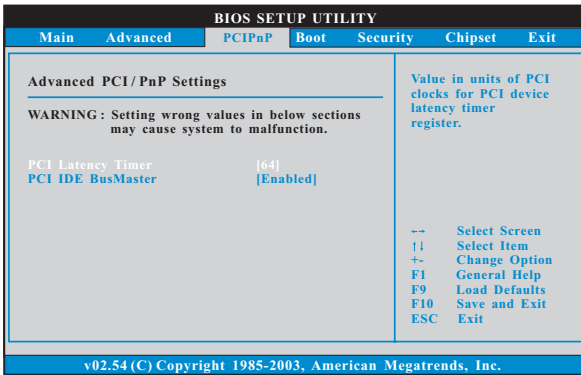 BIOS SETUP UTILITY
Main Advanced PCIPnP Boot Security Chipset Exit
Advanced PCI / PnP Settings
WARNING : Setting wrong values in below sections
may cause system to malfunction.
PCI Latency Timer [64]
PCI IDE BusMaster [Enabled]
Value in units of PCI
clocks for PCI device
latency timer
register.
←→ Select Screen
↑↓ Select Item
+- Change Option
F1 General Help
F9 Load Defaults
F10 Save and Exit
ESC Exit
v02.54 (C) Copyright 1985-2003, American Megatrends, Inc.